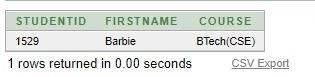 STUDENTID FIRSTNAME COURSE
1529 Barbie BTech(CSE)
1 rows returned in 0.00 seconds CSV Export